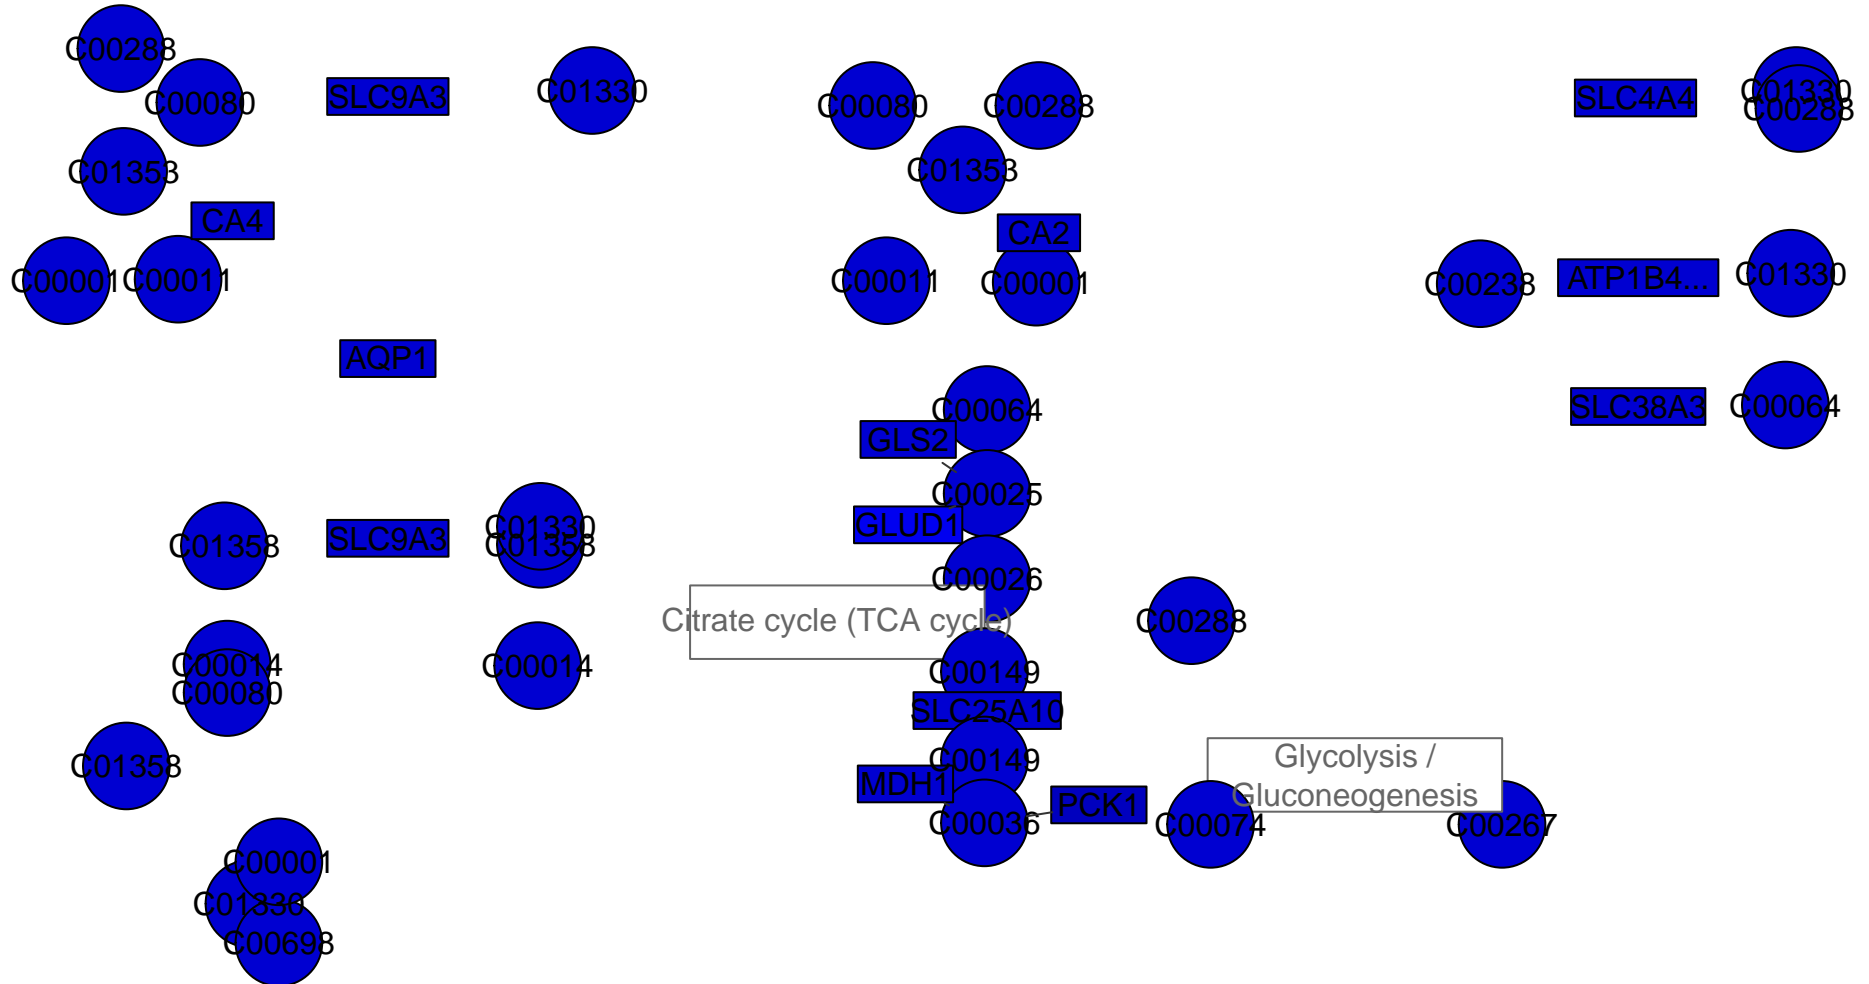 C00288
C00080
SLC9A3
C01330
C00080
C00288
SLC4A4
C01330
C00288
C01353
C01353
CA4
CA2
C00001
C00011
C00011
C00001
C00238
ATP1B4...
C01330
AQP1
C00064
SLC38A3
C00064
GLS2
C00025
GLUD1
C01358
SLC9A3
C01330
C01358
C00026
Citrate cycle (TCA cycle)
C00288
C00014
C00080
C00014
C00149
SLC25A10
C01358
C00149
MDH1
C00036
PCK1
Glycolysis /
Gluconeogenesis
C00074
C00267
C00001
C01330
C00698